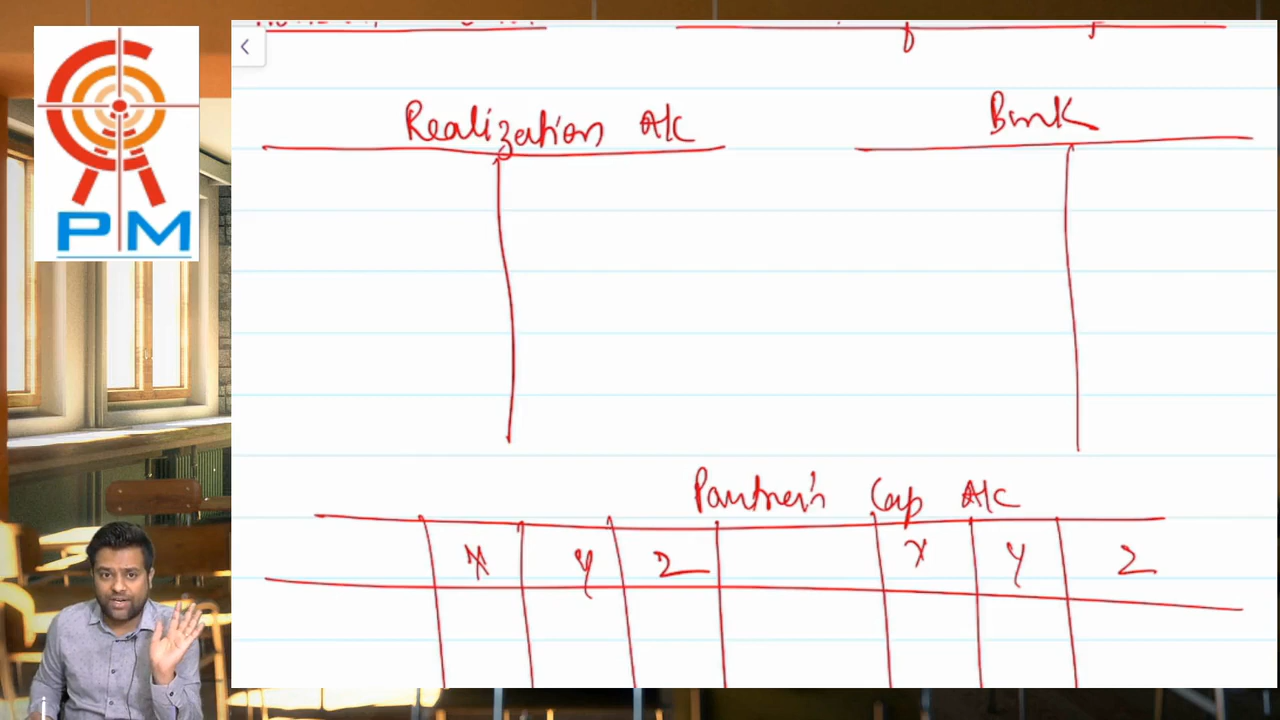 PM
Realization A/c
Bank
Partner's Cap A/c
X Y Z X Y Z